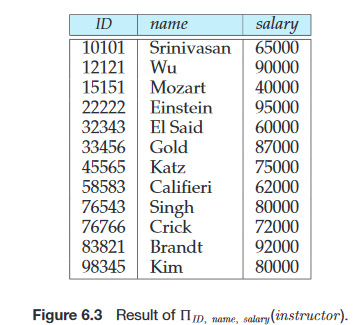 ID name salary
10101 Srinivasan 65000
12121 Wu 90000
15151 Mozart 40000
22222 Einstein 95000
32343 El Said 60000
33456 Gold 87000
45565 Katz 75000
58583 Califieri 62000
76543 Singh 80000
76766 Crick 72000
83821 Brandt 92000
98345 Kim 80000
Figure 6.3 Result of Π ID, name, salary(instructor).